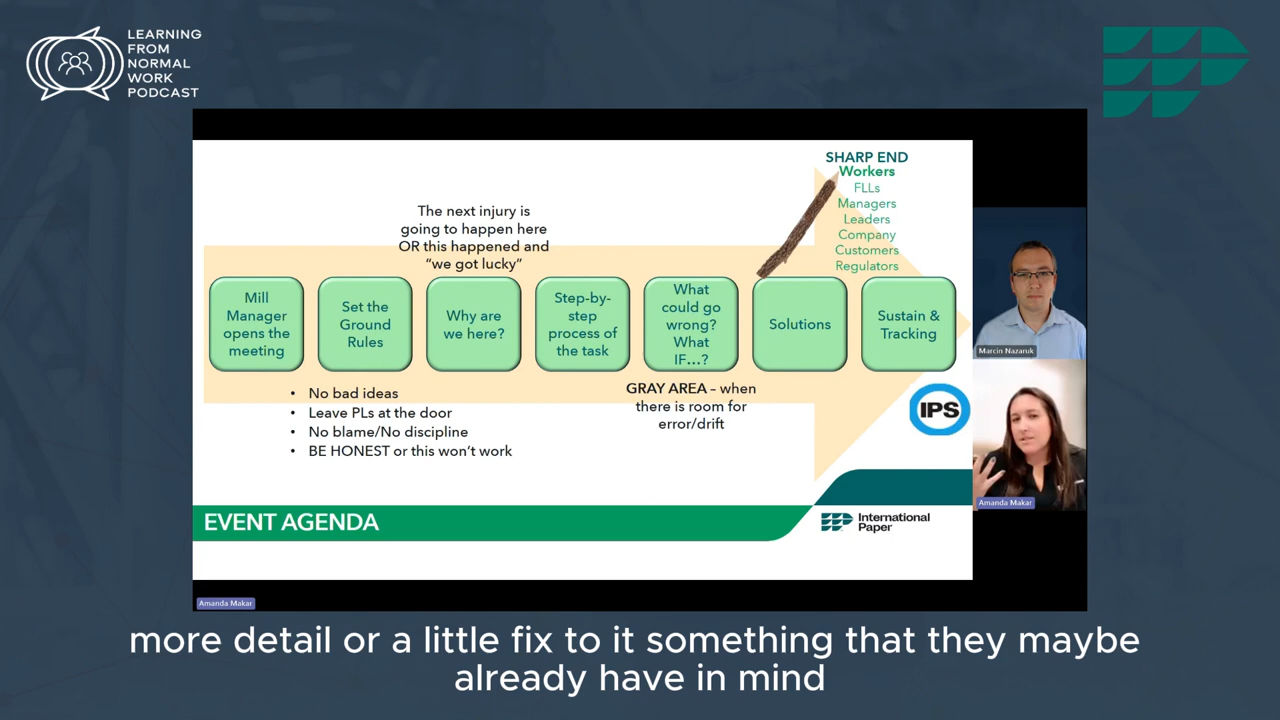 LEARNING
FROM
NORMAL
WORK
PODCAST
SHARP END
Workers
FLLs
Managers
Leaders
Company
Customers
Regulators
The next injury is
going to happen here
OR this happened and
“we got lucky”
Mill
Manager
opens the
meeting
Set the
Ground
Rules
Why are
we here?
Step-by-
step
process of
the task
What
could go
wrong?
What
IF...?
Solutions
Sustain &
Tracking
• No bad ideas
• Leave PLs at the door
• No blame/No discipline
• BE HONEST or this won’t work
GRAY AREA – when
there is room for
error/drift
IPS
EVENT AGENDA
International
Paper
Marcin Nazaruk
Amanda Makar
Amanda Makar
more detail or a little fix to it something that they maybe
already have in mind